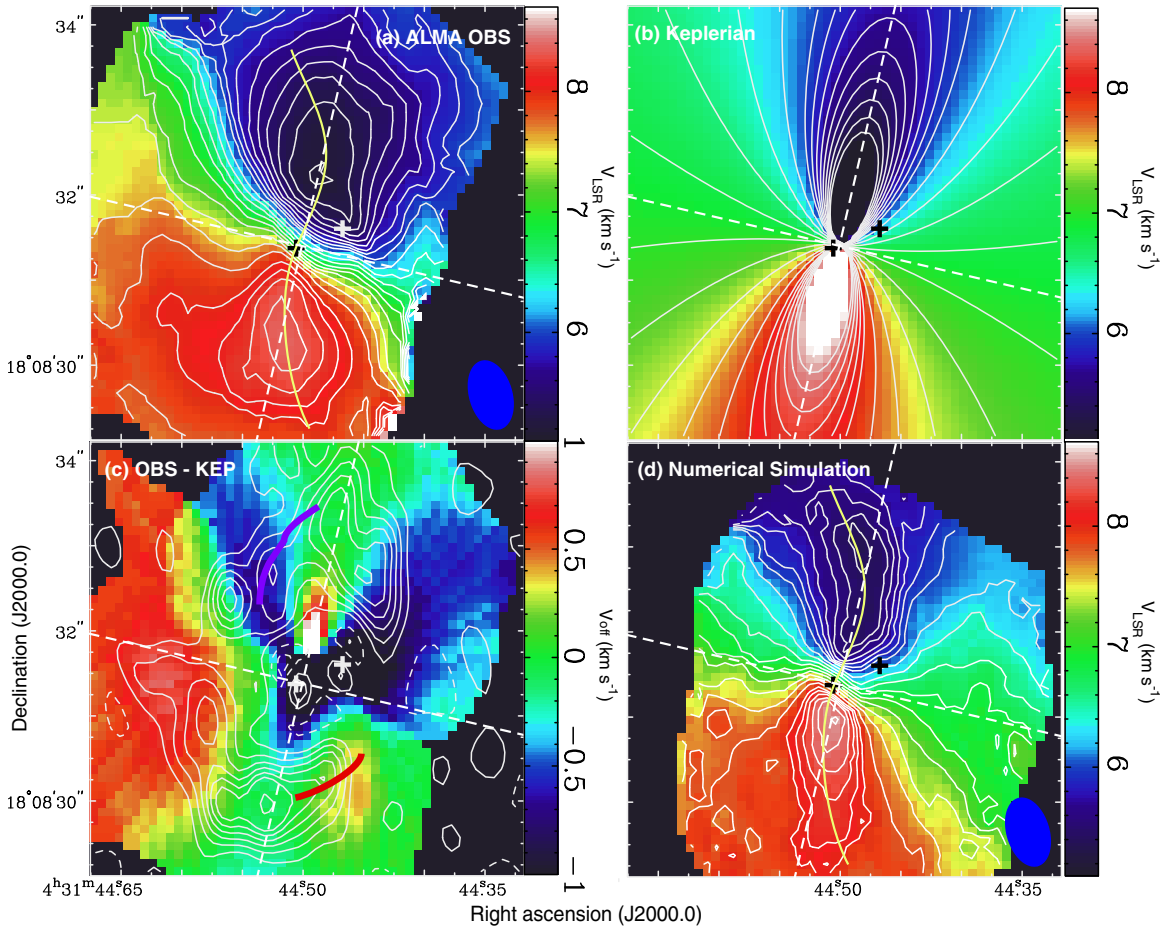 (a) ALMA OBS
(b) Keplerian
34″
32″
18° 08′ 30″
8
7
6
V_LSR (km s⁻¹)
8
7
6
V_LSR (km s⁻¹)
(c) OBS - KEP
(d) Numerical Simulation
Declination (J2000.0)
34″
32″
18° 08′ 30″
1
0.5
0
−0.5
−1
V_off (km s⁻¹)
8
7
6
V_LSR (km s⁻¹)
4ʰ31ᵐ44ˢ.65
44ˢ.50
44ˢ.35
44ˢ.50
44ˢ.35
Right ascension (J2000.0)